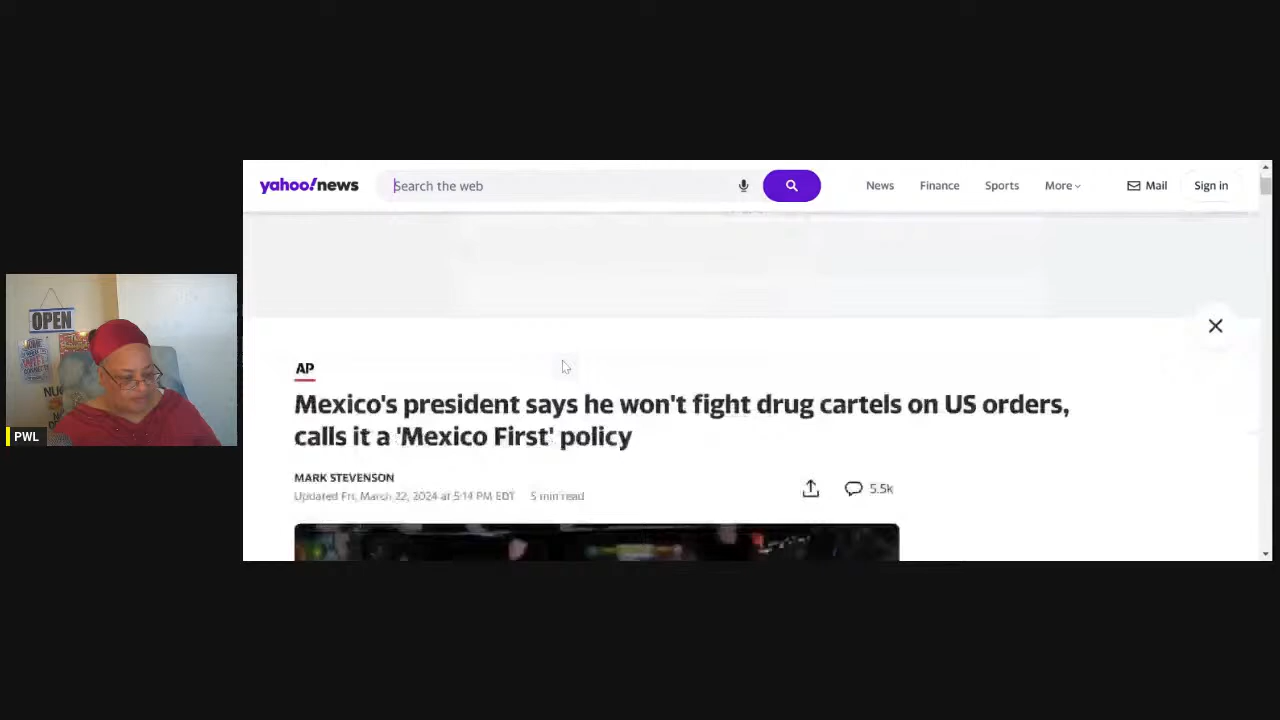 yahoo!news
Search the web
News
Finance
Sports
More
Mail
Sign in
AP
Mexico's president says he won't fight drug cartels on US orders,
calls it a 'Mexico First' policy
MARK STEVENSON
Updated Fri, March 22, 2024 at 5:14 PM EDT
5 min read
5.5k
OPEN
PWL